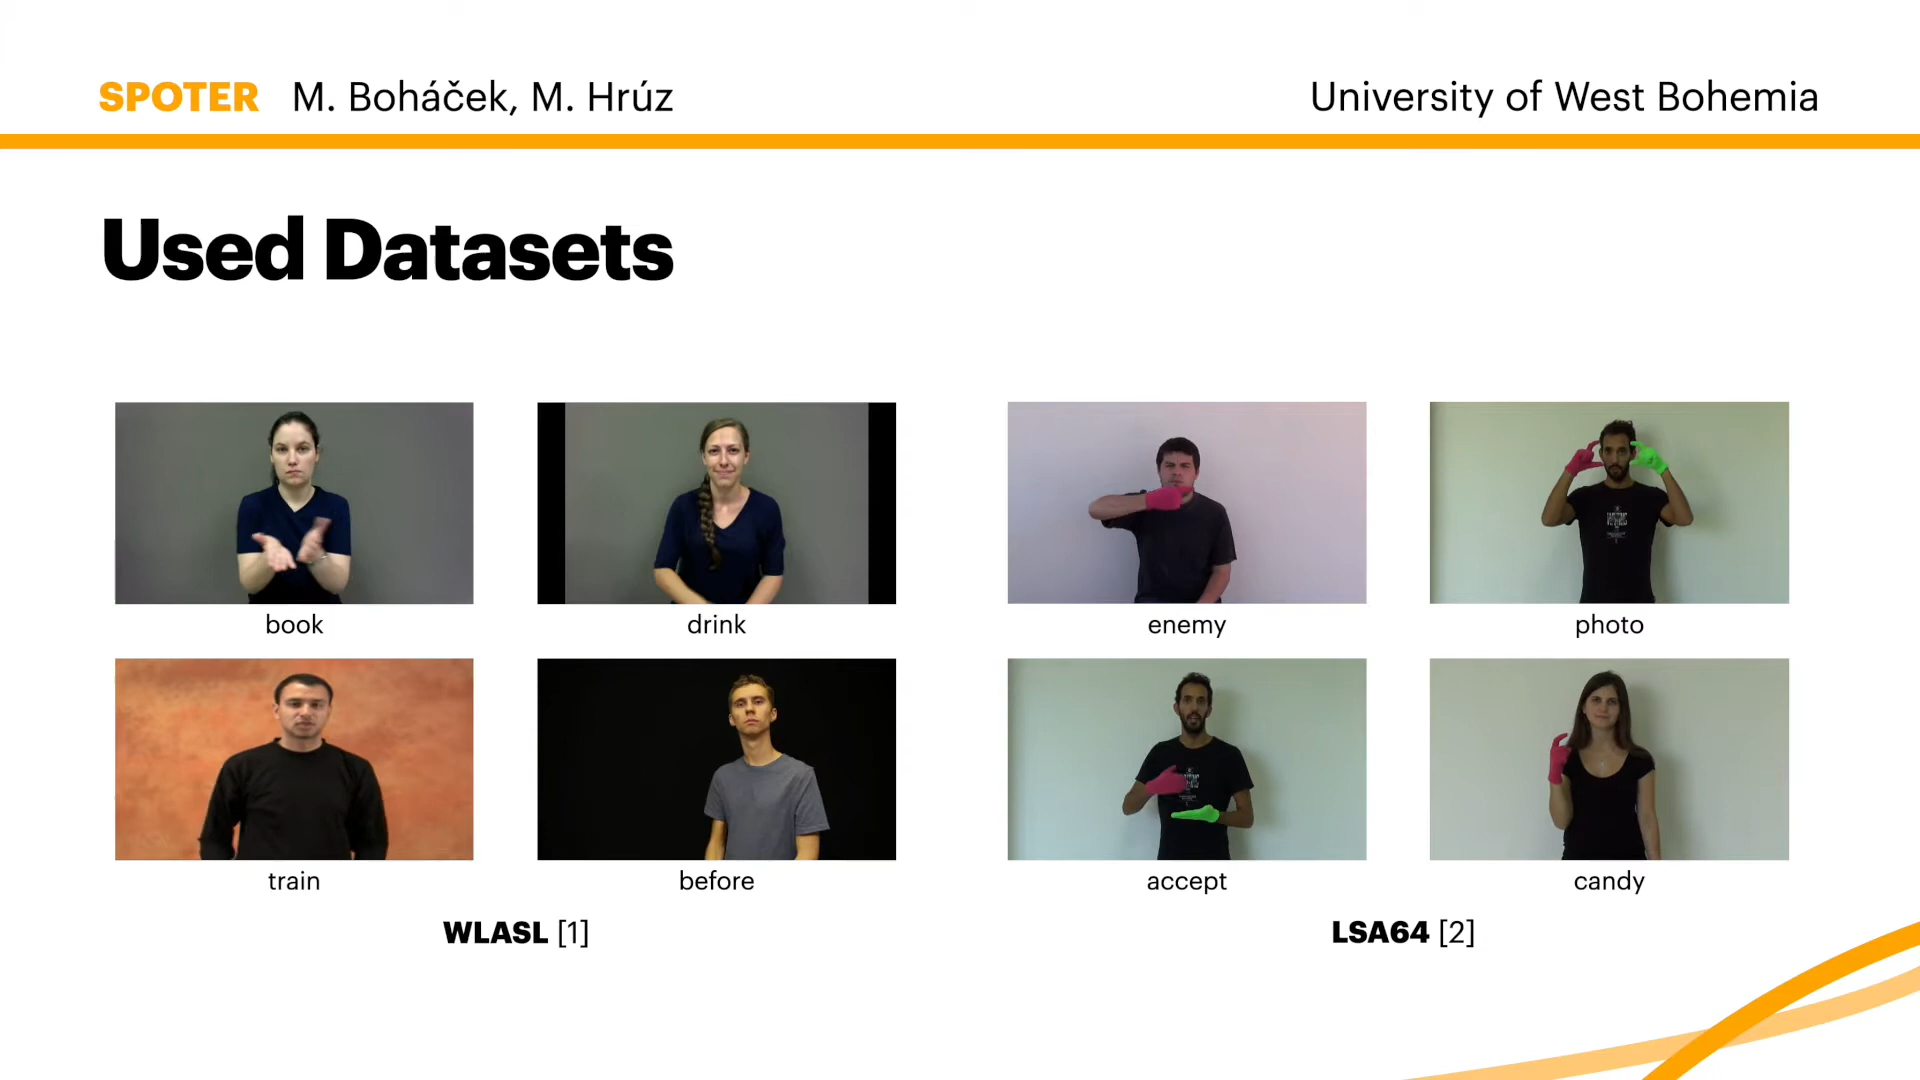 SPOTER M. Boháček, M. Hrúz University of West Bohemia
Used Datasets
book drink enemy photo
train before accept candy
WLASL [1] LSA64 [2]